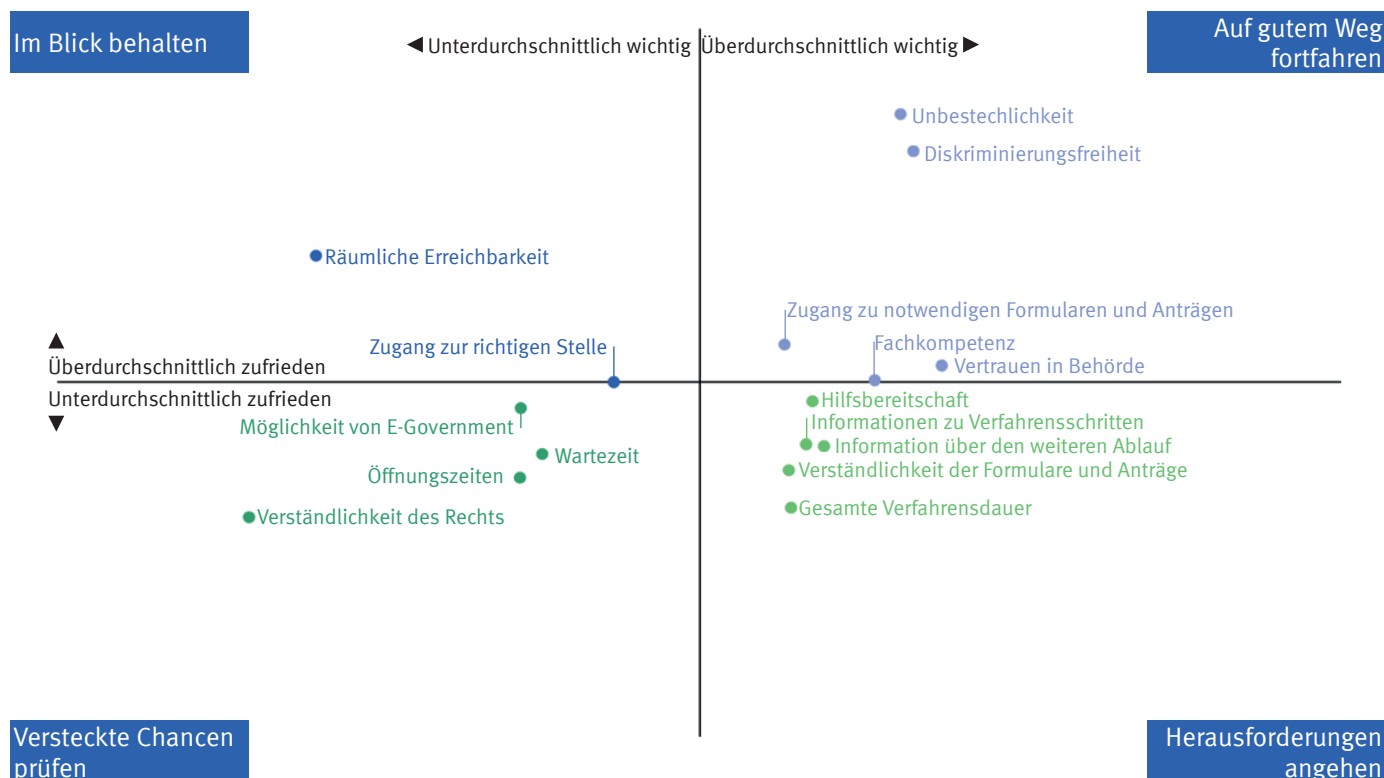 Im Blick behalten
◄ Unterdurchschnittlich wichtig
Überdurchschnittlich wichtig ►
Auf gutem Weg
fortfahren
Unbestechlichkeit
Diskriminierungsfreiheit
Räumliche Erreichbarkeit
Zugang zu notwendigen Formularen und Anträgen
Zugang zur richtigen Stelle
Fachkompetenz
Vertrauen in Behörde
▲
Überdurchschnittlich zufrieden
Unterdurchschnittlich zufrieden
▼
Hilfsbereitschaft
Möglichkeit von E-Government
Informationen zu Verfahrensschritten
Information über den weiteren Ablauf
Wartezeit
Öffnungszeiten
Verständlichkeit der Formulare und Anträge
Verständlichkeit des Rechts
Gesamte Verfahrensdauer
Versteckte Chancen
prüfen
Herausforderungen
angehen